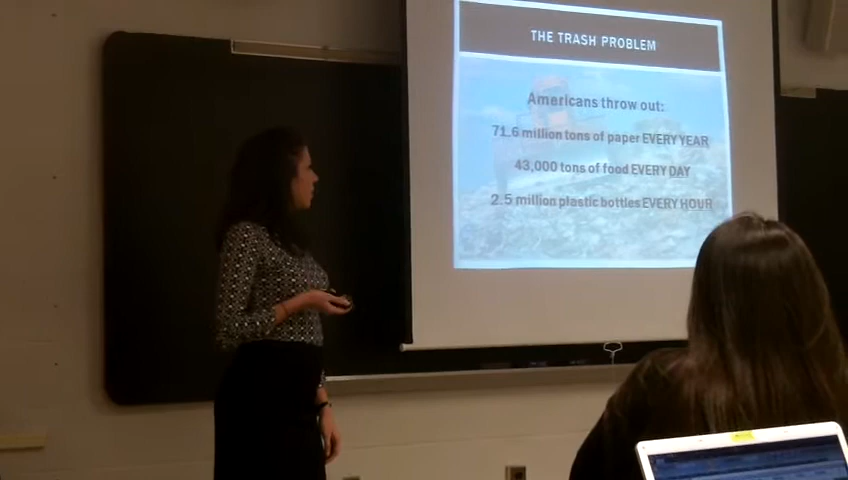 THE TRASH PROBLEM
Americans throw out:
71.6 million tons of paper EVERY YEAR
43,000 tons of food EVERY DAY
2.5 million plastic bottles EVERY HOUR